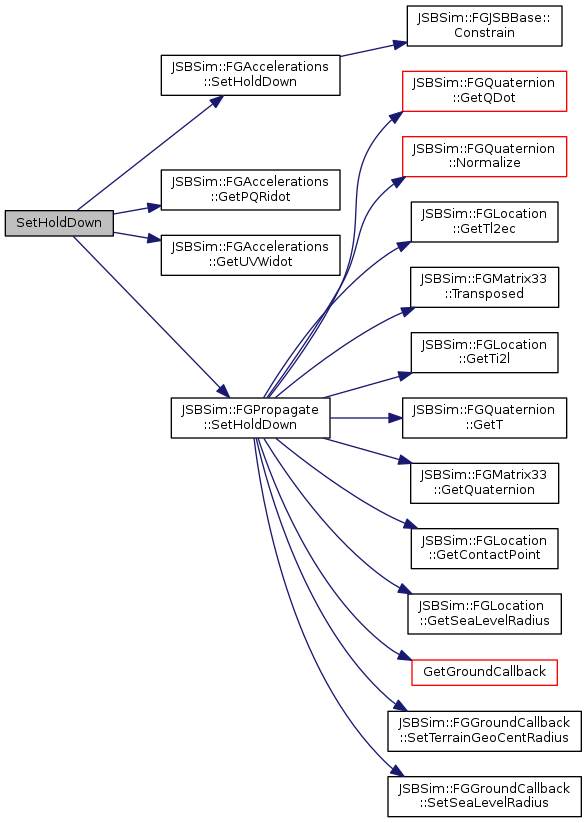 SetHoldDown
JSBSim::FGAccelerations
::SetHoldDown
JSBSim::FGAccelerations
::GetPQRidot
JSBSim::FGAccelerations
::GetUVWidot
JSBSim::FGPropagate
::SetHoldDown
JSBSim::FGJSBBase::
Constrain
JSBSim::FGQuaternion
::GetQDot
JSBSim::FGQuaternion
::Normalize
JSBSim::FGLocation
::GetTl2ec
JSBSim::FGMatrix33
::Transposed
JSBSim::FGLocation
::GetTi2l
JSBSim::FGQuaternion
::GetT
JSBSim::FGMatrix33
::GetQuaternion
JSBSim::FGLocation
::GetContactPoint
JSBSim::FGLocation
::GetSeaLevelRadius
GetGroundCallback
JSBSim::FGGroundCallback
::SetTerrainGeoCentRadius
JSBSim::FGGroundCallback
::SetSeaLevelRadius